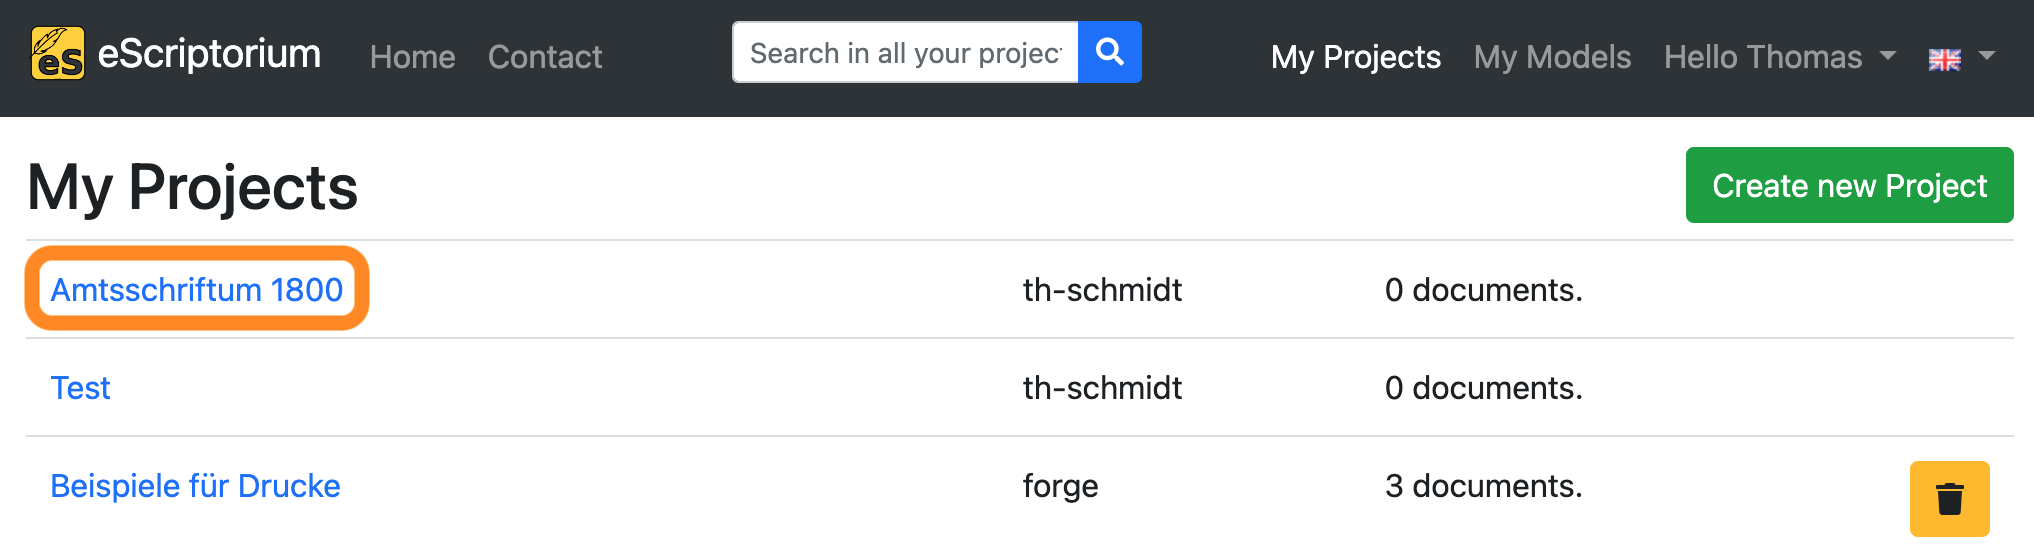 es eScriptorium Home Contact Search in all your projec My Projects My Models Hello Thomas
My Projects Create new Project
Amtsschriftum 1800 th-schmidt 0 documents.
Test th-schmidt 0 documents.
Beispiele für Drucke forge 3 documents.